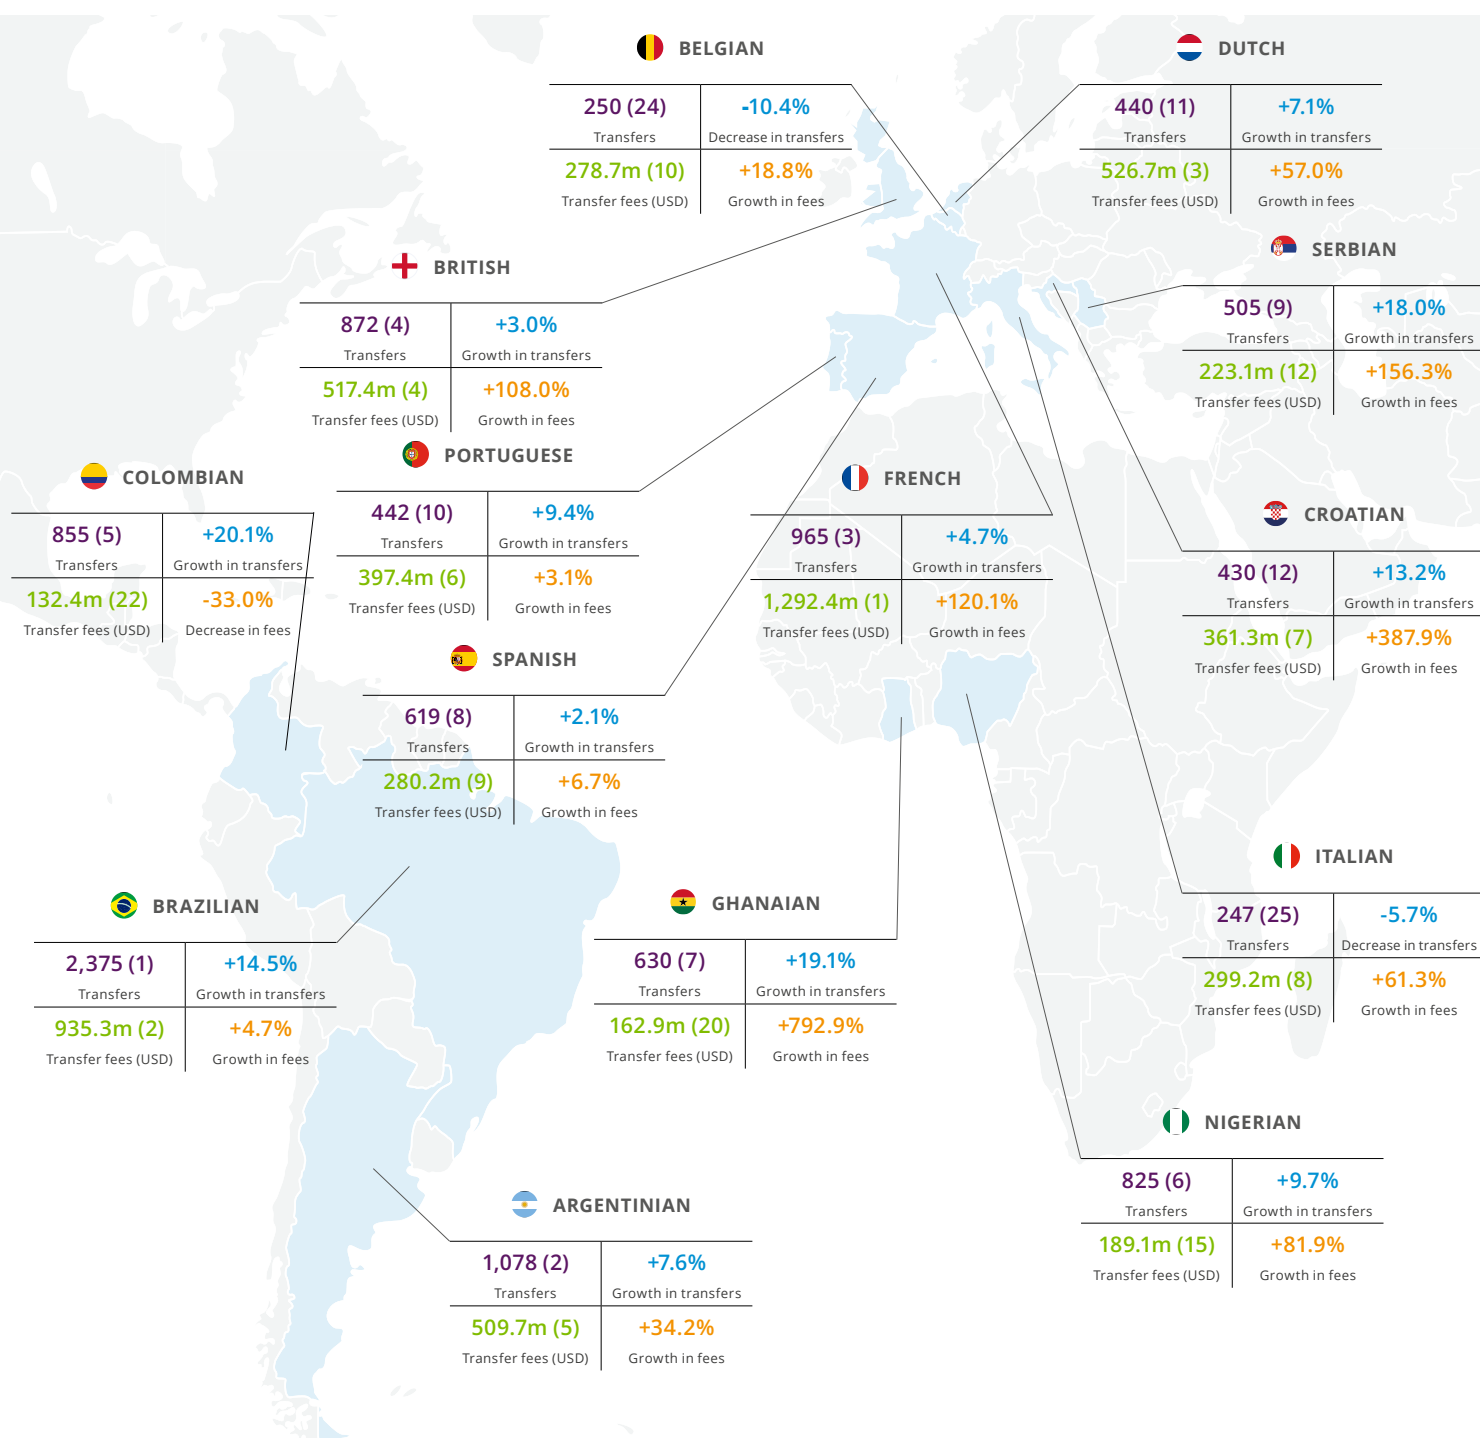 BELGIAN
250 (24)
-10.4%
Transfers
Decrease in transfers
278.7m (10)
+18.8%
Transfer fees (USD)
Growth in fees
DUTCH
440 (11)
+7.1%
Transfers
Growth in transfers
526.7m (3)
+57.0%
Transfer fees (USD)
Growth in fees
BRITISH
872 (4)
+3.0%
Transfers
Growth in transfers
517.4m (4)
+108.0%
Transfer fees (USD)
Growth in fees
SERBIAN
505 (9)
+18.0%
Transfers
Growth in transfers
223.1m (12)
+156.3%
Transfer fees (USD)
Growth in fees
COLOMBIAN
855 (5)
+20.1%
Transfers
Growth in transfers
132.4m (22)
-33.0%
Transfer fees (USD)
Decrease in fees
PORTUGUESE
442 (10)
+9.4%
Transfers
Growth in transfers
397.4m (6)
+3.1%
Transfer fees (USD)
Growth in fees
FRENCH
965 (3)
+4.7%
Transfers
Growth in transfers
1,292.4m (1)
+120.1%
Transfer fees (USD)
Growth in fees
CROATIAN
430 (12)
+13.2%
Transfers
Growth in transfers
361.3m (7)
+387.9%
Transfer fees (USD)
Growth in fees
SPANISH
619 (8)
+2.1%
Transfers
Growth in transfers
280.2m (9)
+6.7%
Transfer fees (USD)
Growth in fees
BRAZILIAN
2,375 (1)
+14.5%
Transfers
Growth in transfers
935.3m (2)
+4.7%
Transfer fees (USD)
Growth in fees
GHANAIAN
630 (7)
+19.1%
Transfers
Growth in transfers
162.9m (20)
+792.9%
Transfer fees (USD)
Growth in fees
ITALIAN
247 (25)
-5.7%
Transfers
Decrease in transfers
299.2m (8)
+61.3%
Transfer fees (USD)
Growth in fees
NIGERIAN
825 (6)
+9.7%
Transfers
Growth in transfers
189.1m (15)
+81.9%
Transfer fees (USD)
Growth in fees
ARGENTINIAN
1,078 (2)
+7.6%
Transfers
Growth in transfers
509.7m (5)
+34.2%
Transfer fees (USD)
Growth in fees